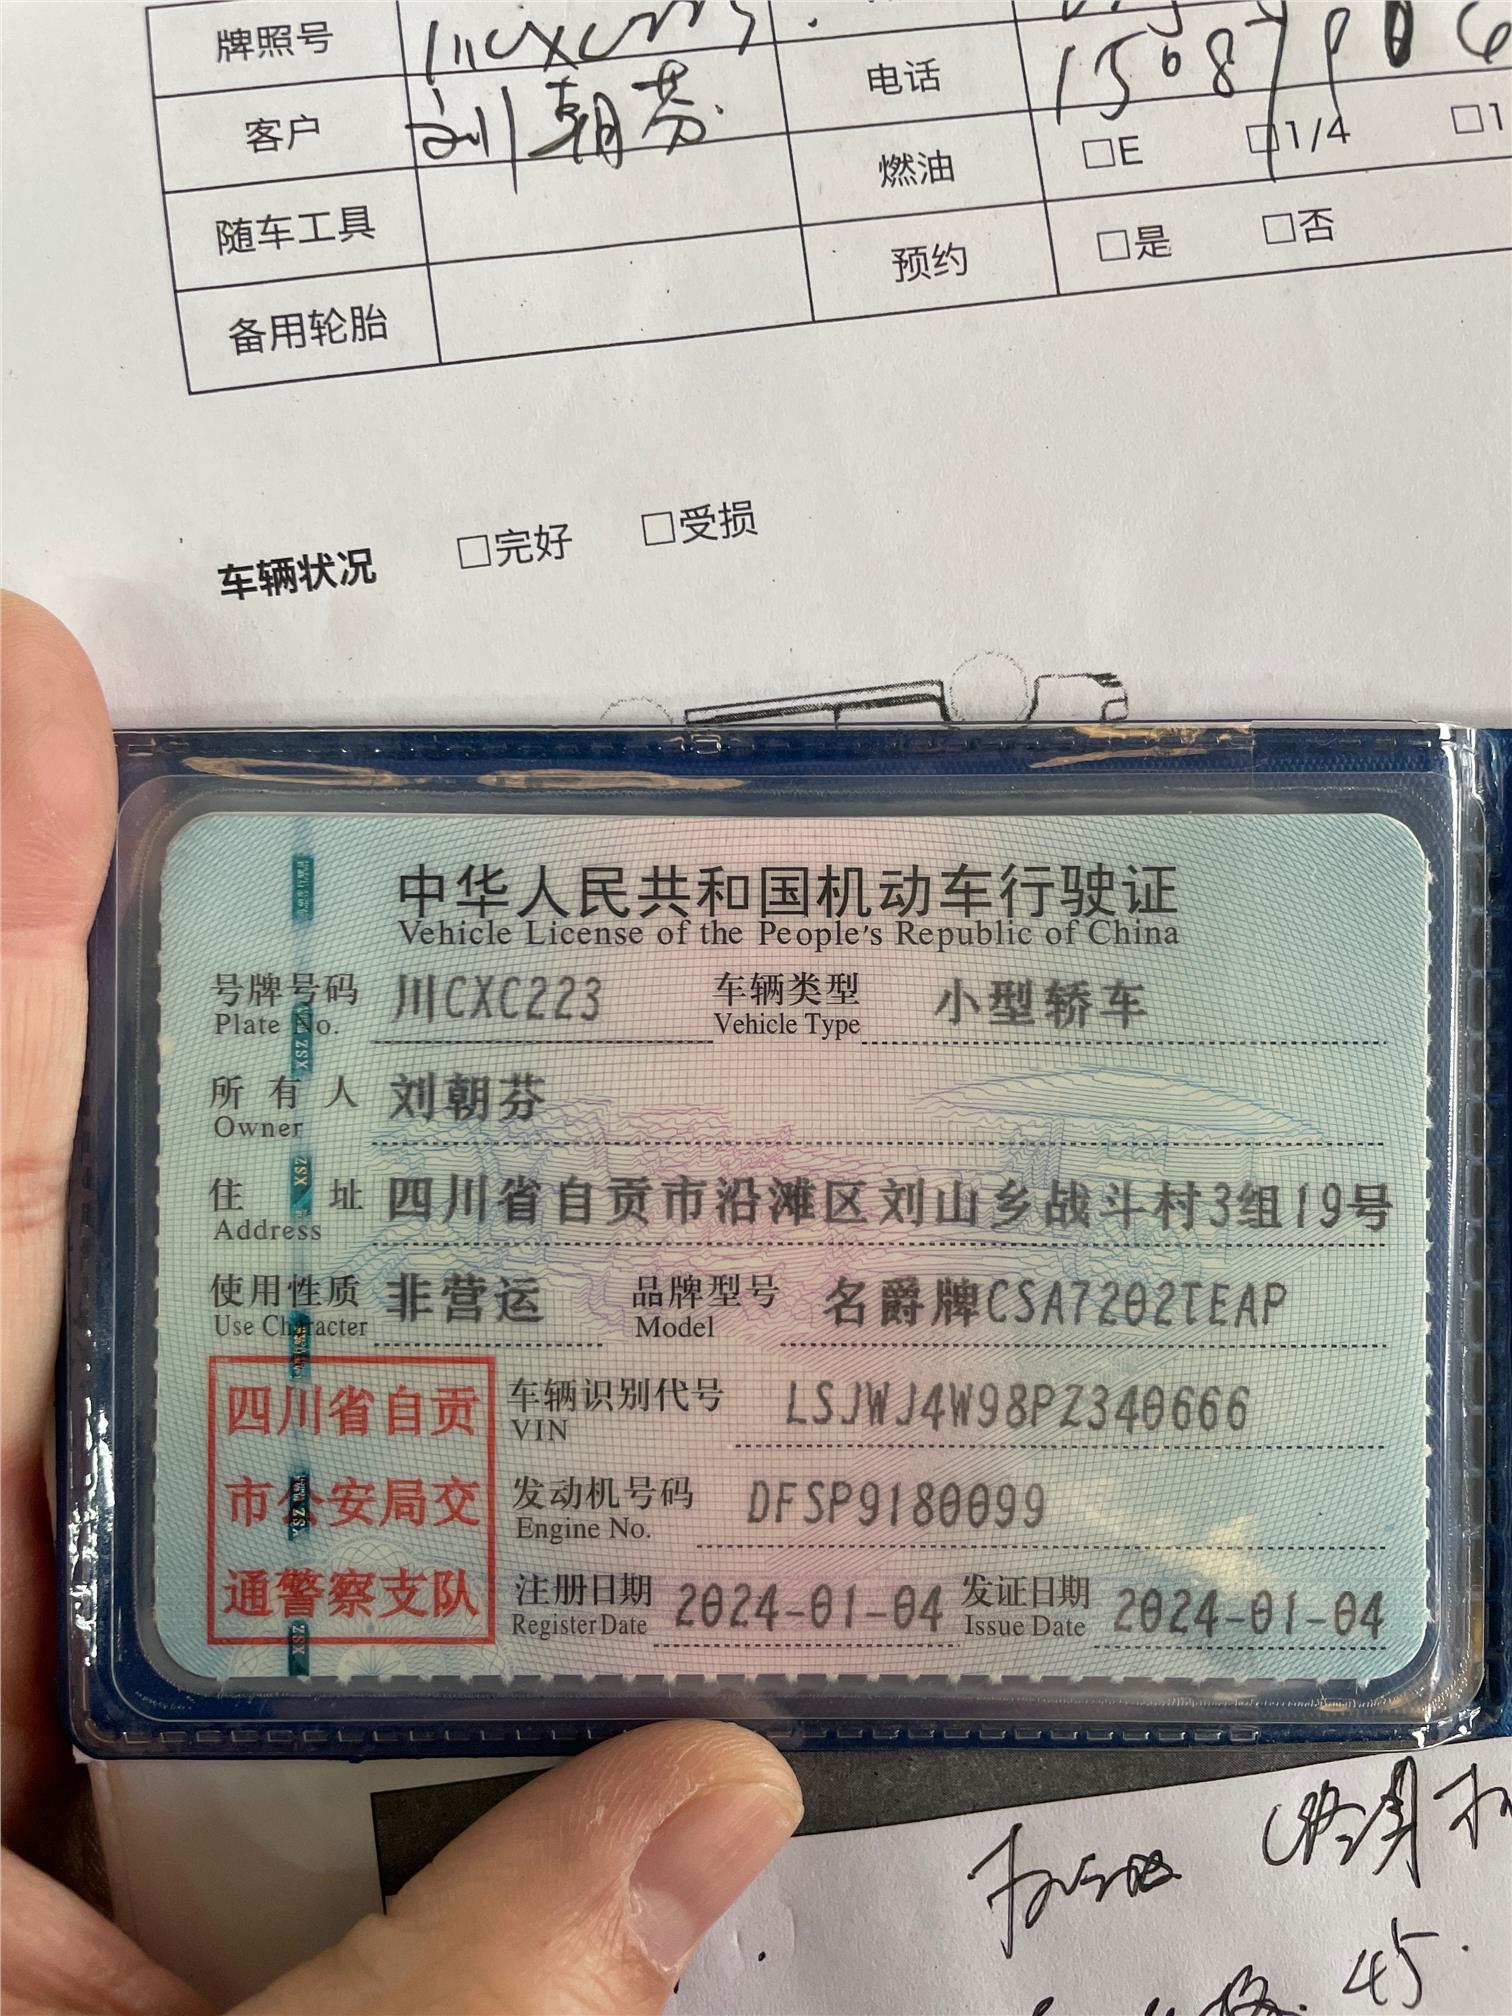 牌照号
客户 刘朝芬 电话
随车工具 燃油 □E □1/4 □1
备用轮胎 预约 □是 □否
车辆状况 □完好 □受损
中华人民共和国机动车行驶证
Vehicle License of the People's Republic of China
号牌号码 川CXC223 车辆类型 小型轿车
Plate No. Vehicle Type
所有人 刘朝芬
Owner
住址 四川省自贡市沿滩区刘山乡战斗村3组19号
Address
使用性质 非营运 品牌型号 名爵牌CSA7202TEAP
Use Character Model
四川省自贡
市公安局交
通警察支队
车辆识别代号 LSJWJ4W98PZ340666
VIN
发动机号码 DFSP9180099
Engine No.
注册日期 2024-01-04 发证日期 2024-01-04
Register Date Issue Date
45.